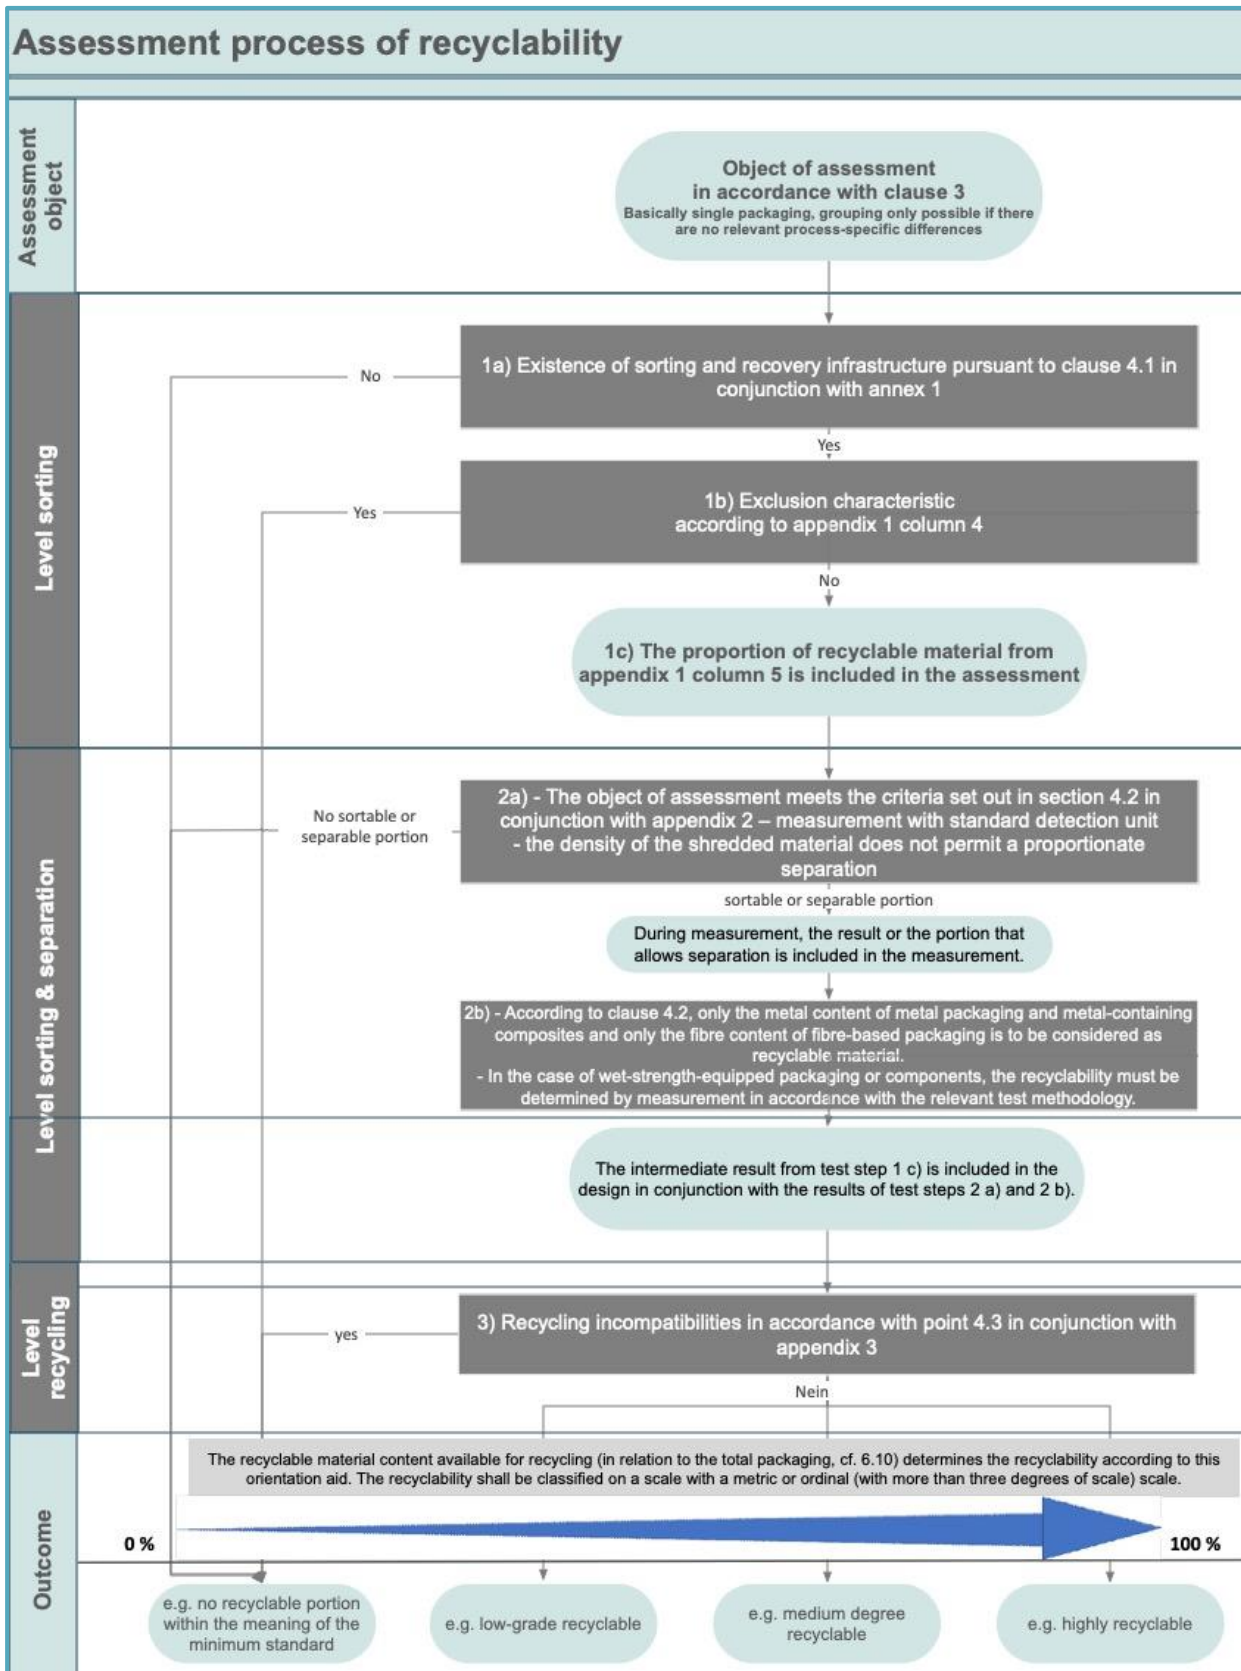 Assessment process of recyclability
Assessment
object
Object of assessment
in accordance with clause 3
Basically single packaging, grouping only possible if there
are no relevant process-specific differences
Level sorting
No
1a) Existence of sorting and recovery infrastructure pursuant to clause 4.1 in
conjunction with annex 1
Yes
Yes
1b) Exclusion characteristic
according to appendix 1 column 4
No
1c) The proportion of recyclable material from
appendix 1 column 5 is included in the assessment
Level sorting & separation
No sortable or
separable portion
2a) - The object of assessment meets the criteria set out in section 4.2 in
conjunction with appendix 2 – measurement with standard detection unit
- the density of the shredded material does not permit a proportionate
separation
sortable or separable portion
During measurement, the result or the portion that
allows separation is included in the measurement.
2b) - According to clause 4.2, only the metal content of metal packaging and metal-containing
composites and only the fibre content of fibre-based packaging is to be considered as
recyclable material.
- In the case of wet-strength-equipped packaging or components, the recyclability must be
determined by measurement in accordance with the relevant test methodology.
The intermediate result from test step 1 c) is included in the
design in conjunction with the results of test steps 2 a) and 2 b).
Level
recycling
yes
3) Recycling incompatibilities in accordance with point 4.3 in conjunction with
appendix 3
Nein
Outcome
The recyclable material content available for recycling (in relation to the total packaging, cf. 6.10) determines the recyclability according to this
orientation aid. The recyclability shall be classified on a scale with a metric or ordinal (with more than three degrees of scale) scale.
0 %
100 %
e.g. no recyclable portion
within the meaning of the
minimum standard
e.g. low-grade recyclable
e.g. medium degree
recyclable
e.g. highly recyclable